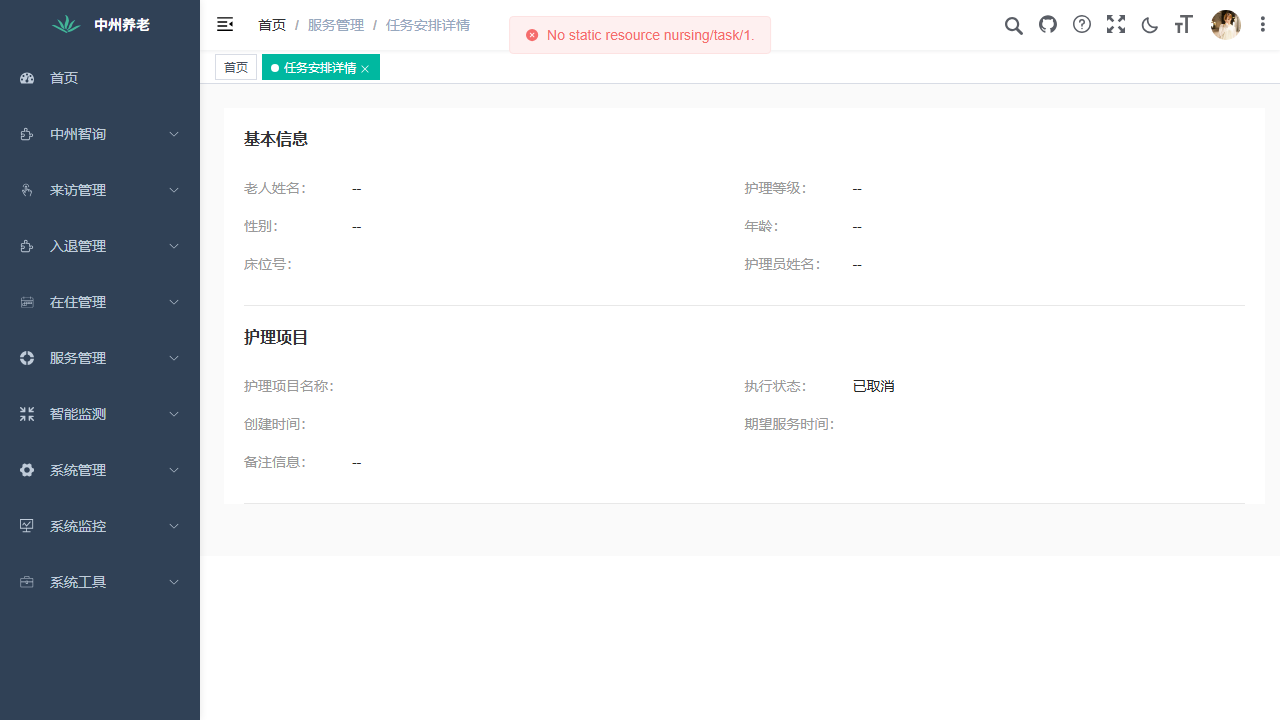 中州养老
首页
中州智询
来访管理
入退管理
在住管理
服务管理
智能监测
系统管理
系统监控
系统工具
首页 / 服务管理 / 任务安排详情
No static resource nursing/task/1.
首页
任务安排详情
基本信息
老人姓名： --
护理等级： --
性别： --
年龄： --
床位号：
护理员姓名： --
护理项目
护理项目名称：
执行状态： 已取消
创建时间：
期望服务时间：
备注信息： --